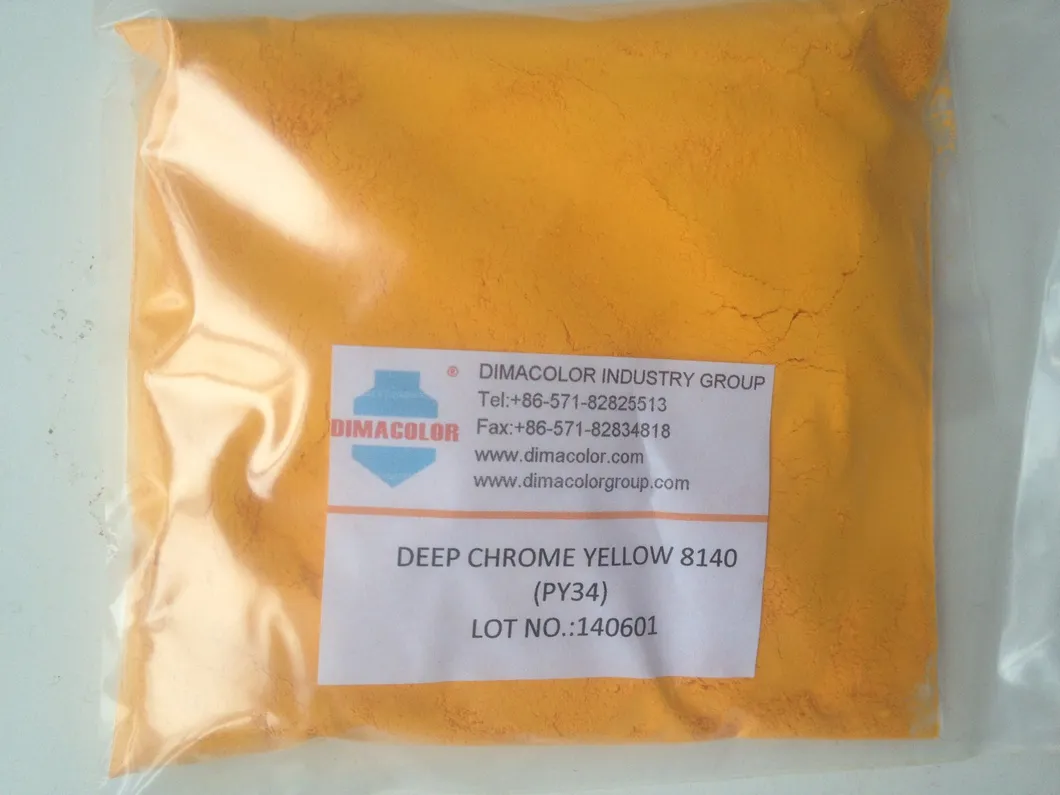 DIMACOLOR
®
DIMACOLOR INDUSTRY GROUP
Tel:+86-571-82825513
Fax:+86-571-82834818
www.dimacolor.com
www.dimacolorgroup.com
DEEP CHROME YELLOW 8140
(PY34)
LOT NO.:140601